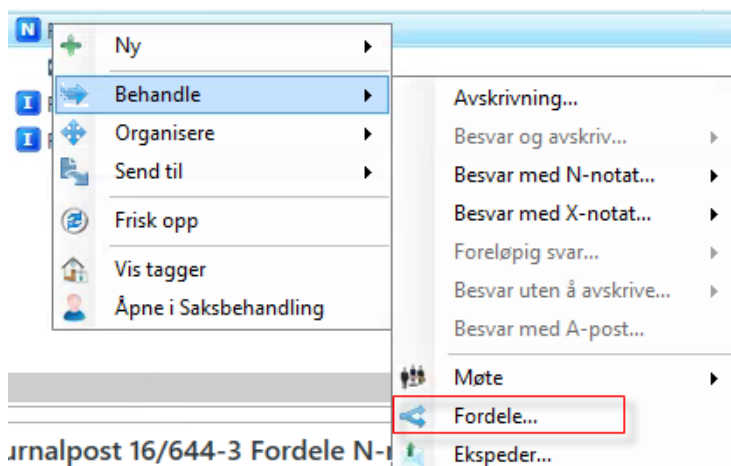 N
Ny
Behandle
Avskrivning...
I
Organisere
Besvar og avskriv...
I
Send til
Besvar med N-notat...
Frisk opp
Besvar med X-notat...
Foreløpig svar...
Vis tagger
Besvar uten å avskrive...
Åpne i Saksbehandling
Besvar med A-post...
Møte
Fordele...
urnalpost 16/644-3 Fordele N-
Ekspeder...